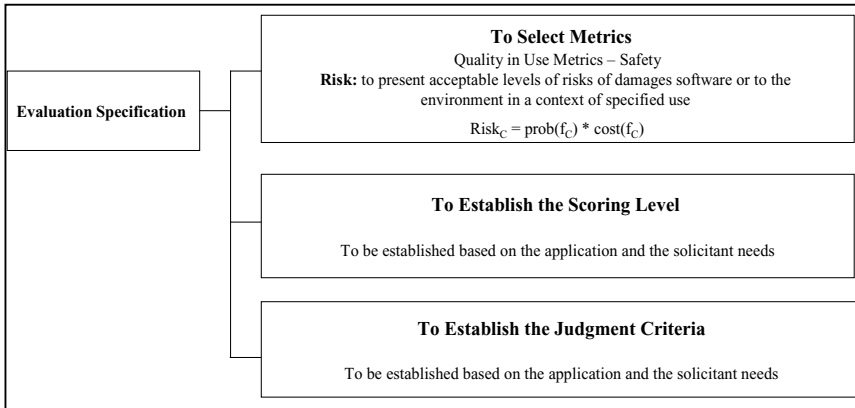 Evaluation Specification
To Select Metrics
Quality in Use Metrics – Safety
Risk: to present acceptable levels of risks of damages software or to the
environment in a context of specified use
Risk_C = prob(f_C) * cost(f_C)
To Establish the Scoring Level
To be established based on the application and the solicitant needs
To Establish the Judgment Criteria
To be established based on the application and the solicitant needs